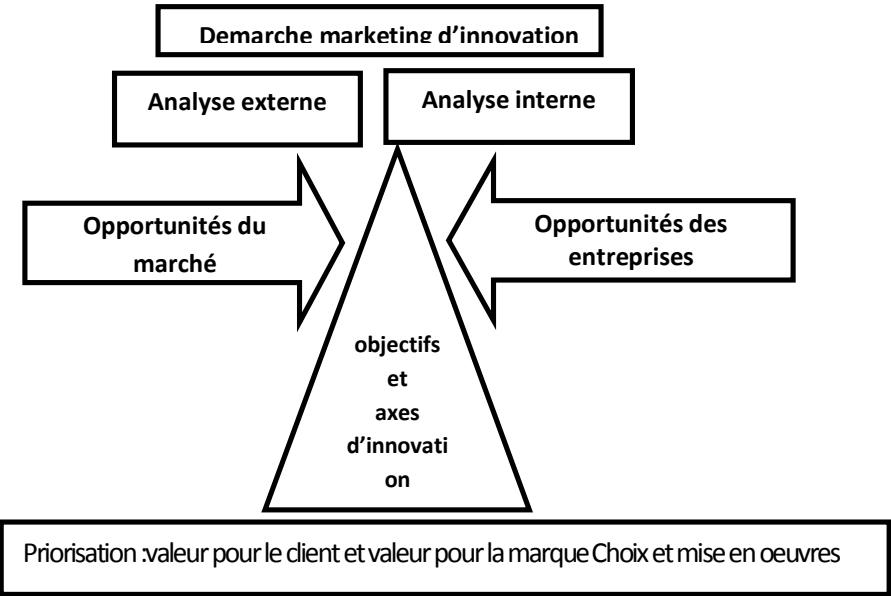 Demarche marketing d'innovation
Analyse externe
Analyse interne
Opportunités du
marché
Opportunités des
entreprises
objectifs
et
axes
d'innovati
on
Priorisation :valeur pour le client et valeur pour la marque Choix et mise en oeuvres